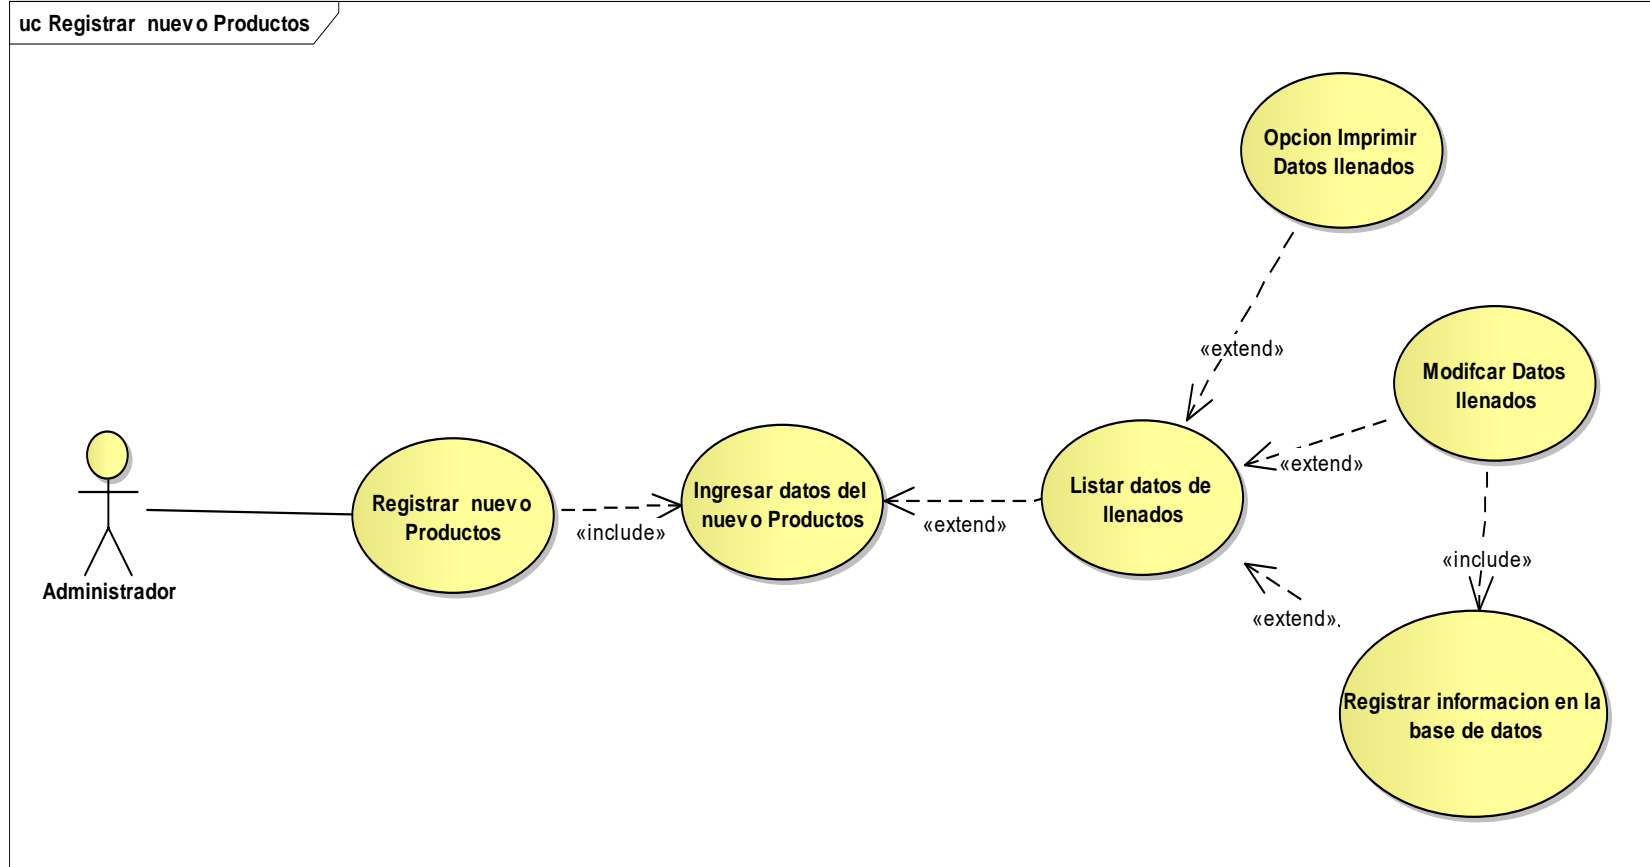 uc Registrar nuevo Productos
Opcion Imprimir
Datos llenados
«extend»
Modifcar Datos
llenados
«extend»
Administrador
Registrar nuevo
Productos
«include»
Ingresar datos del
nuevo Productos
«extend»
Listar datos de
llenados
«include»
«extend»
Registrar informacion en la
base de datos